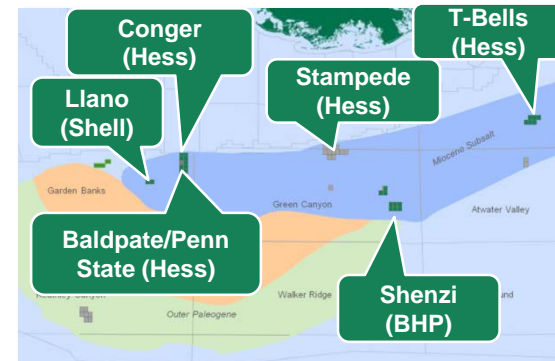 Conger
(Hess)
T-Bells
(Hess)
Stampede
(Hess)
Llano
(Shell)
Miocene Subsalt
Garden Banks
Green Canyon
Atwater Valley
Baldpate/Penn
State (Hess)
Shenzi
(BHP)
Walker Ridge
Outer Paleogene